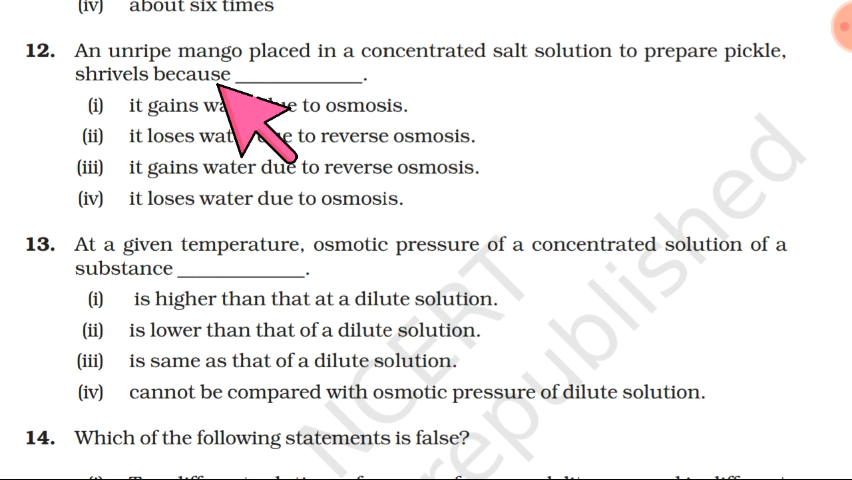 (iv) about six times
12. An unripe mango placed in a concentrated salt solution to prepare pickle,
shrivels because ____________.
(i) it gains to osmosis.
(ii) it loses to reverse osmosis.
(iii) it gains water due to reverse osmosis.
(iv) it loses water due to osmosis.
13. At a given temperature, osmotic pressure of a concentrated solution of a
substance ____________.
(i) is higher than that at a dilute solution.
(ii) is lower than that of a dilute solution.
(iii) is same as that of a dilute solution.
(iv) cannot be compared with osmotic pressure of dilute solution.
14. Which of the following statements is false?
NCERT
republished